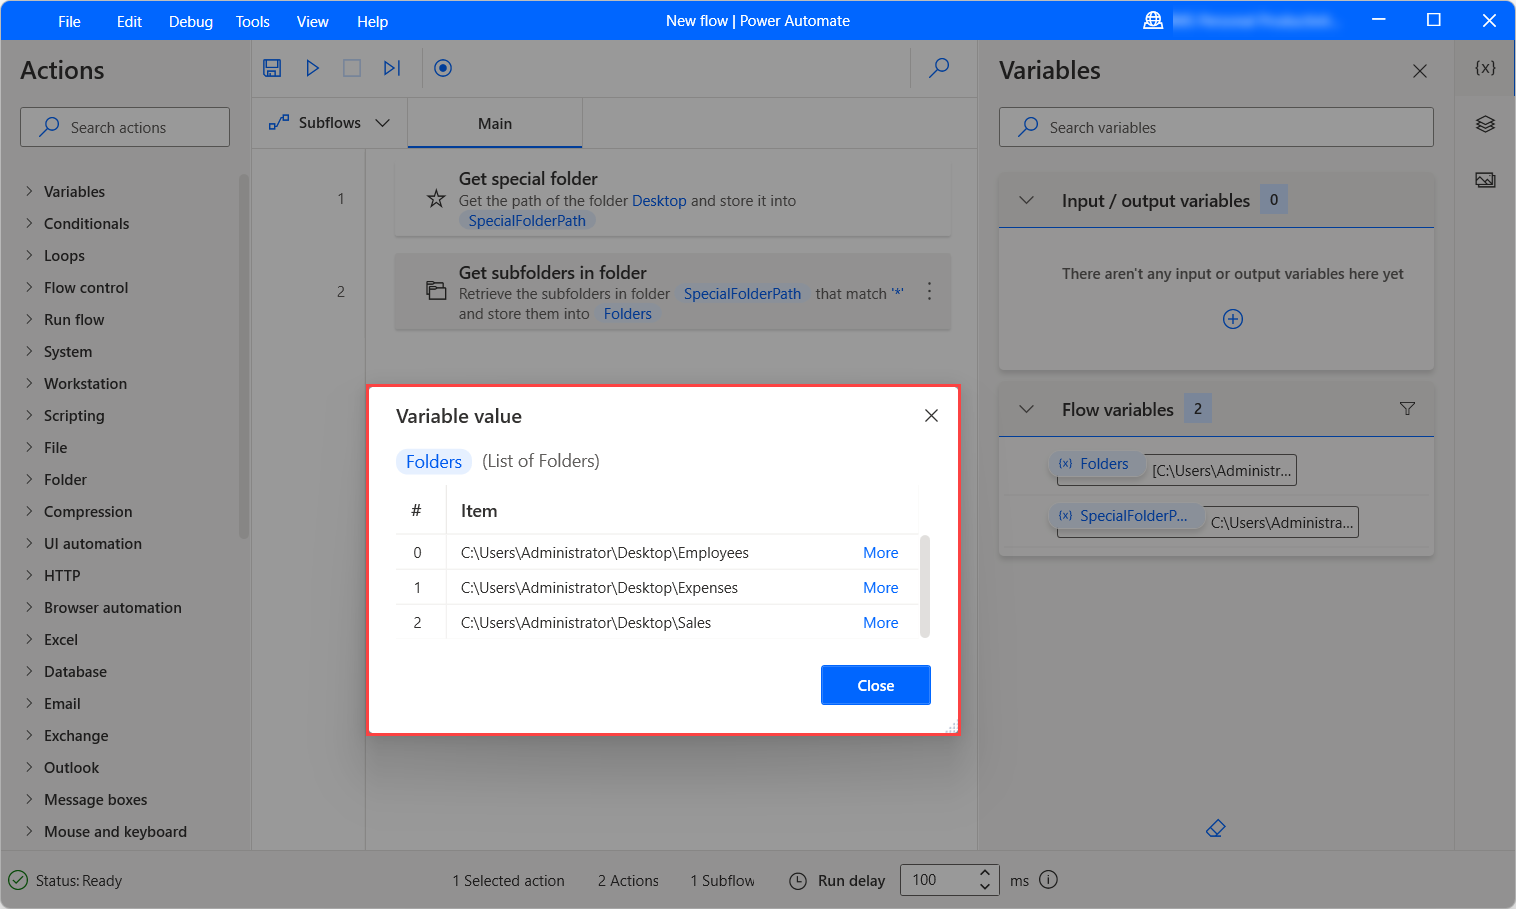 File Edit Debug Tools View Help New flow | Power Automate
Actions
Search actions
Variables
Conditionals
Loops
Flow control
Run flow
System
Workstation
Scripting
File
Folder
Compression
UI automation
HTTP
Browser automation
Excel
Database
Email
Exchange
Outlook
Message boxes
Mouse and keyboard
Subflows Main
1
Get special folder
Get the path of the folder Desktop and store it into
SpecialFolderPath
2
Get subfolders in folder
Retrieve the subfolders in folder SpecialFolderPath that match '*'
and store them into Folders
Variable value
Folders (List of Folders)
# Item
0 C:\Users\Administrator\Desktop\Employees More
1 C:\Users\Administrator\Desktop\Expenses More
2 C:\Users\Administrator\Desktop\Sales More
Close
Variables {x}
Search variables
Input / output variables 0
There aren't any input or output variables here yet
Flow variables 2
{x} Folders [C:\Users\Administr...
{x} SpecialFolderP... C:\Users\Administra...
Status: Ready 1 Selected action 2 Actions 1 Subflow Run delay 100 ms